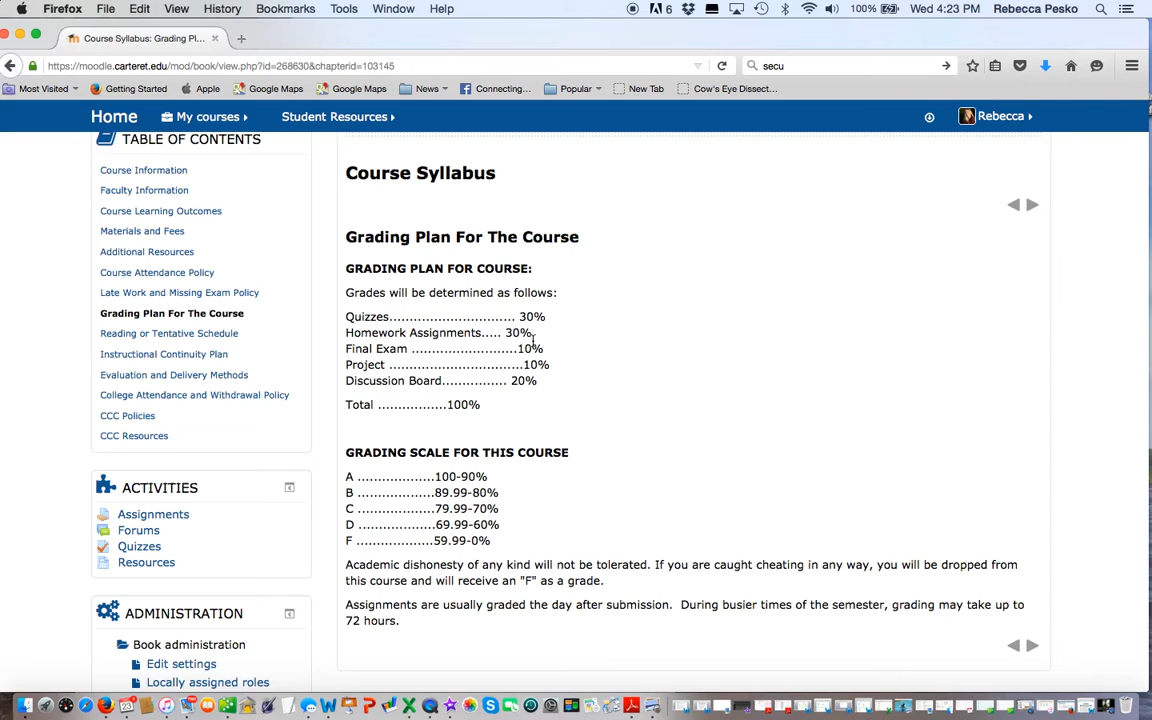 Firefox File Edit View History Bookmarks Tools Window Help 6 100% Wed 4:23 PM Rebecca Pesko
Course Syllabus: Grading Pl...
https://moodle.carteret.edu/mod/book/view.php?id=268630&chapterid=103145 secu
Most Visited Getting Started Apple Google Maps Google Maps News Connecting... Popular New Tab Cow's Eye Dissect...
Home My courses Student Resources Rebecca
TABLE OF CONTENTS
Course Information
Faculty Information
Course Learning Outcomes
Materials and Fees
Additional Resources
Course Attendance Policy
Late Work and Missing Exam Policy
Grading Plan For The Course
Reading or Tentative Schedule
Instructional Continuity Plan
Evaluation and Delivery Methods
College Attendance and Withdrawal Policy
CCC Policies
CCC Resources
ACTIVITIES
Assignments
Forums
Quizzes
Resources
ADMINISTRATION
Book administration
Edit settings
Locally assigned roles
Course Syllabus
Grading Plan For The Course
GRADING PLAN FOR COURSE:
Grades will be determined as follows:
Quizzes............................... 30%
Homework Assignments..... 30%
Final Exam ..........................10%
Project .................................10%
Discussion Board................ 20%
Total .................100%
GRADING SCALE FOR THIS COURSE
A ...................100-90%
B ...................89.99-80%
C ...................79.99-70%
D ...................69.99-60%
F ...................59.99-0%
Academic dishonesty of any kind will not be tolerated. If you are caught cheating in any way, you will be dropped from
this course and will receive an "F" as a grade.
Assignments are usually graded the day after submission. During busier times of the semester, grading may take up to
72 hours.